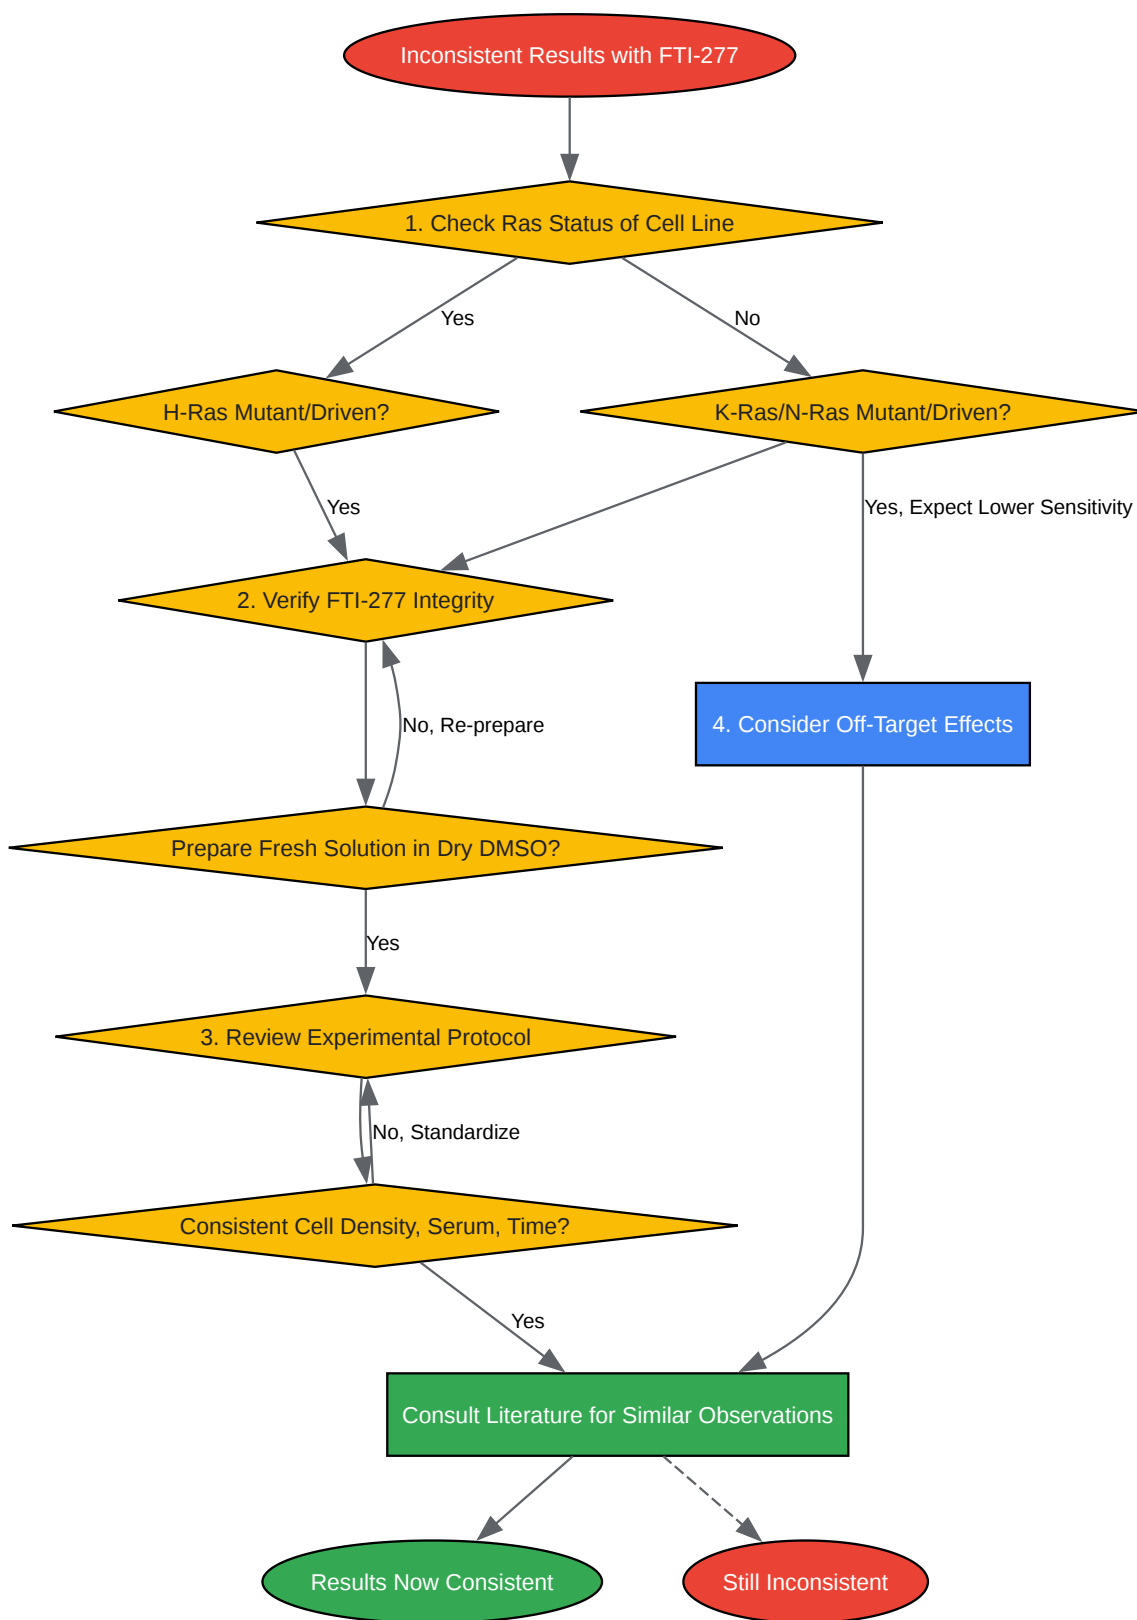 Inconsistent Results with FTI-277
1. Check Ras Status of Cell Line
Yes
No
H-Ras Mutant/Driven?
K-Ras/N-Ras Mutant/Driven?
Yes
Yes, Expect Lower Sensitivity
2. Verify FTI-277 Integrity
No, Re-prepare
4. Consider Off-Target Effects
Prepare Fresh Solution in Dry DMSO?
Yes
3. Review Experimental Protocol
No, Standardize
Consistent Cell Density, Serum, Time?
Yes
Consult Literature for Similar Observations
Results Now Consistent
Still Inconsistent